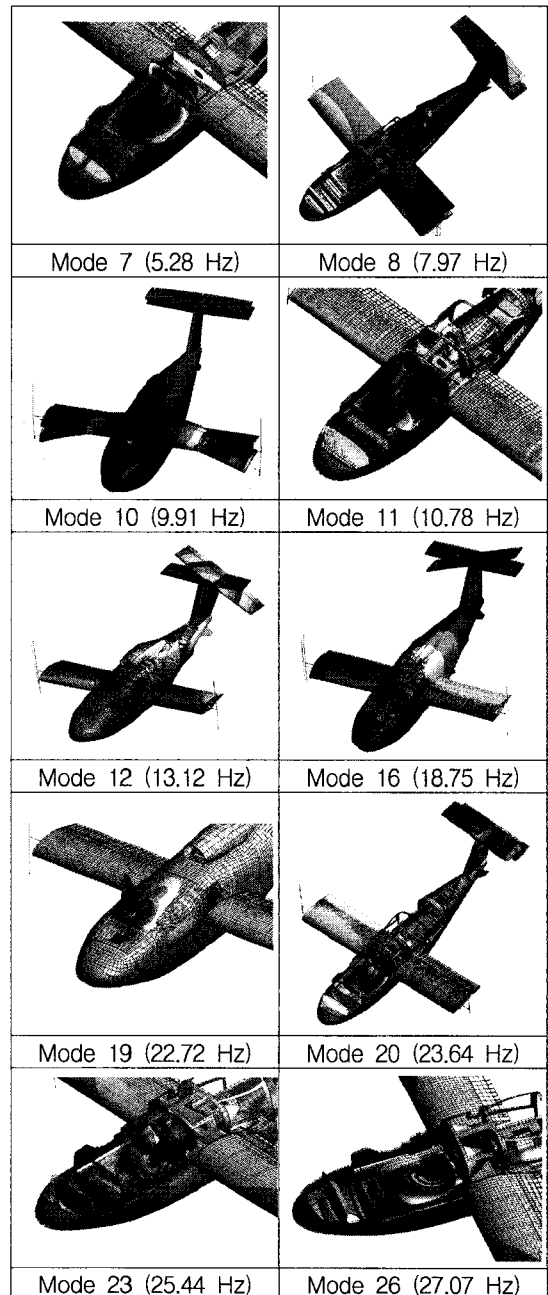 Mode 7 (5.28 Hz)
Mode 8 (7.97 Hz)
Mode 10 (9.91 Hz)
Mode 11 (10.78 Hz)
Mode 12 (13.12 Hz)
Mode 16 (18.75 Hz)
Mode 19 (22.72 Hz)
Mode 20 (23.64 Hz)
Mode 23 (25.44 Hz)
Mode 26 (27.07 Hz)